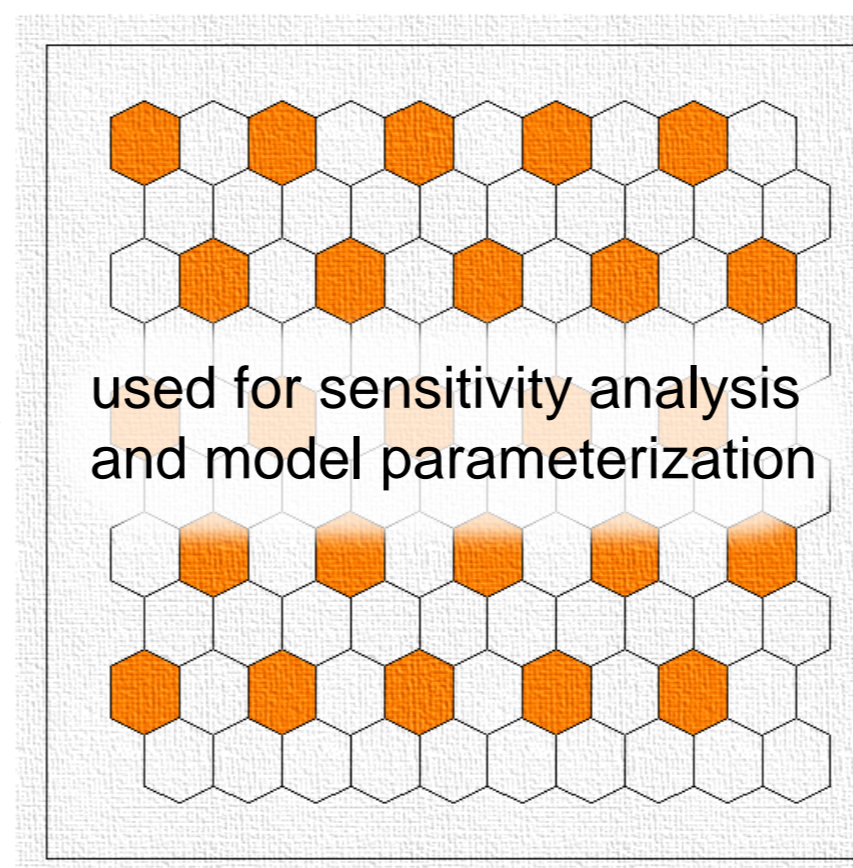 used for sensitivity analysis
and model parameterization